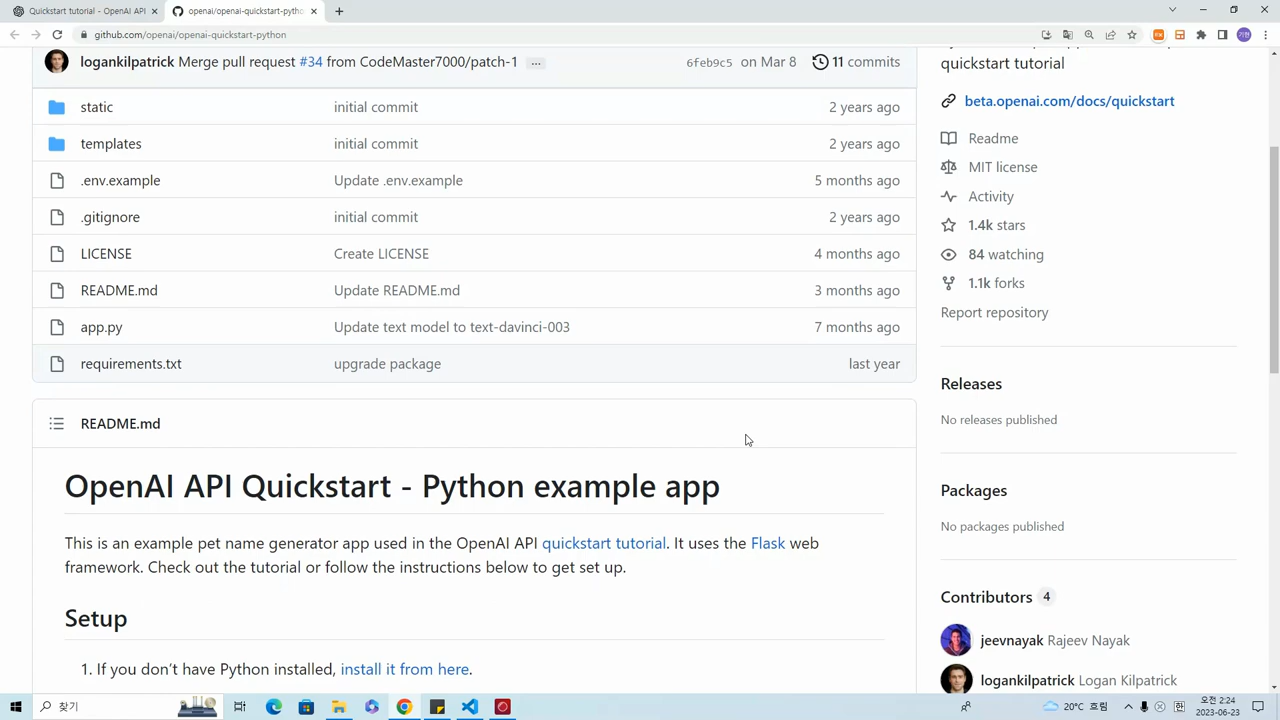 Quickstart tutorial - OpenAI API
openai/openai-quickstart-pytho
github.com/openai/openai-quickstart-python
logankilpatrick Merge pull request #34 from CodeMaster7000/patch-1 ... 6feb9c5 on Mar 8 11 commits
static initial commit 2 years ago
templates initial commit 2 years ago
.env.example Update .env.example 5 months ago
.gitignore initial commit 2 years ago
LICENSE Create LICENSE 4 months ago
README.md Update README.md 3 months ago
app.py Update text model to text-davinci-003 7 months ago
requirements.txt upgrade package last year
README.md
OpenAI API Quickstart - Python example app
This is an example pet name generator app used in the OpenAI API quickstart tutorial. It uses the Flask web
framework. Check out the tutorial or follow the instructions below to get set up.
Setup
1. If you don't have Python installed, install it from here.
quickstart tutorial
beta.openai.com/docs/quickstart
Readme
MIT license
Activity
1.4k stars
84 watching
1.1k forks
Report repository
Releases
No releases published
Packages
No packages published
Contributors 4
jeevnayak Rajeev Nayak
logankilpatrick Logan Kilpatrick
찾기
20°C 흐림
오전 2:24
2023-06-23